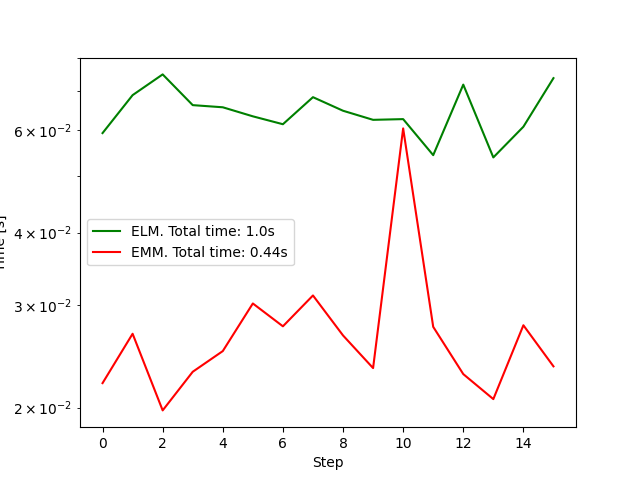 6 × 10⁻²
4 × 10⁻²
3 × 10⁻²
2 × 10⁻²
Time [s]
ELM. Total time: 1.0s
EMM. Total time: 0.44s
0 2 4 6 8 10 12 14
Step